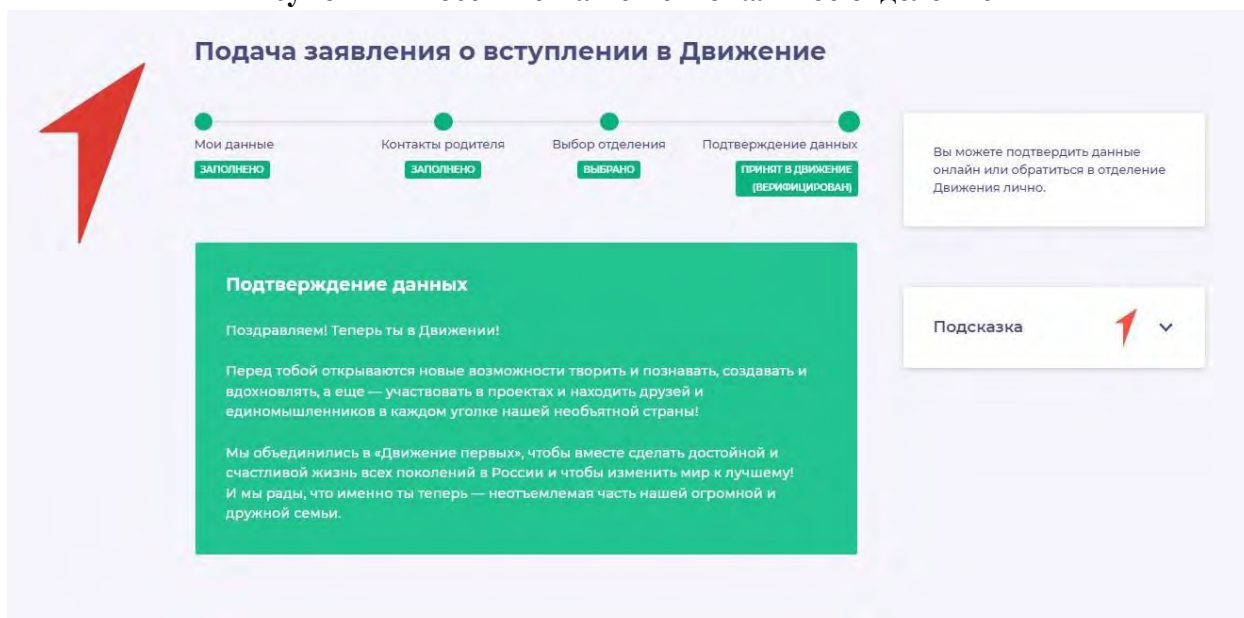 Подача заявления о вступлении в Движение
Мои данные
ЗАПОЛНЕНО
Контакты родителя
ЗАПОЛНЕНО
Выбор отделения
ВЫБРАНО
Подтверждение данных
ПРИНЯТ В ДВИЖЕНИЕ
(ВЕРИФИЦИРОВАН)
Вы можете подтвердить данные
онлайн или обратиться в отделение
Движения лично.
Подтверждение данных
Поздравляем! Теперь ты в Движении!
Перед тобой открываются новые возможности творить и познавать, создавать и
вдохновлять, а еще — участвовать в проектах и находить друзей и
единомышленников в каждом уголке нашей необъятной страны!
Мы объединились в «Движение первых», чтобы вместе сделать достойной и
счастливой жизнь всех поколений в России и чтобы изменить мир к лучшему!
И мы рады, что именно ты теперь — неотъемлемая часть нашей огромной и
дружной семьи.
Подсказка